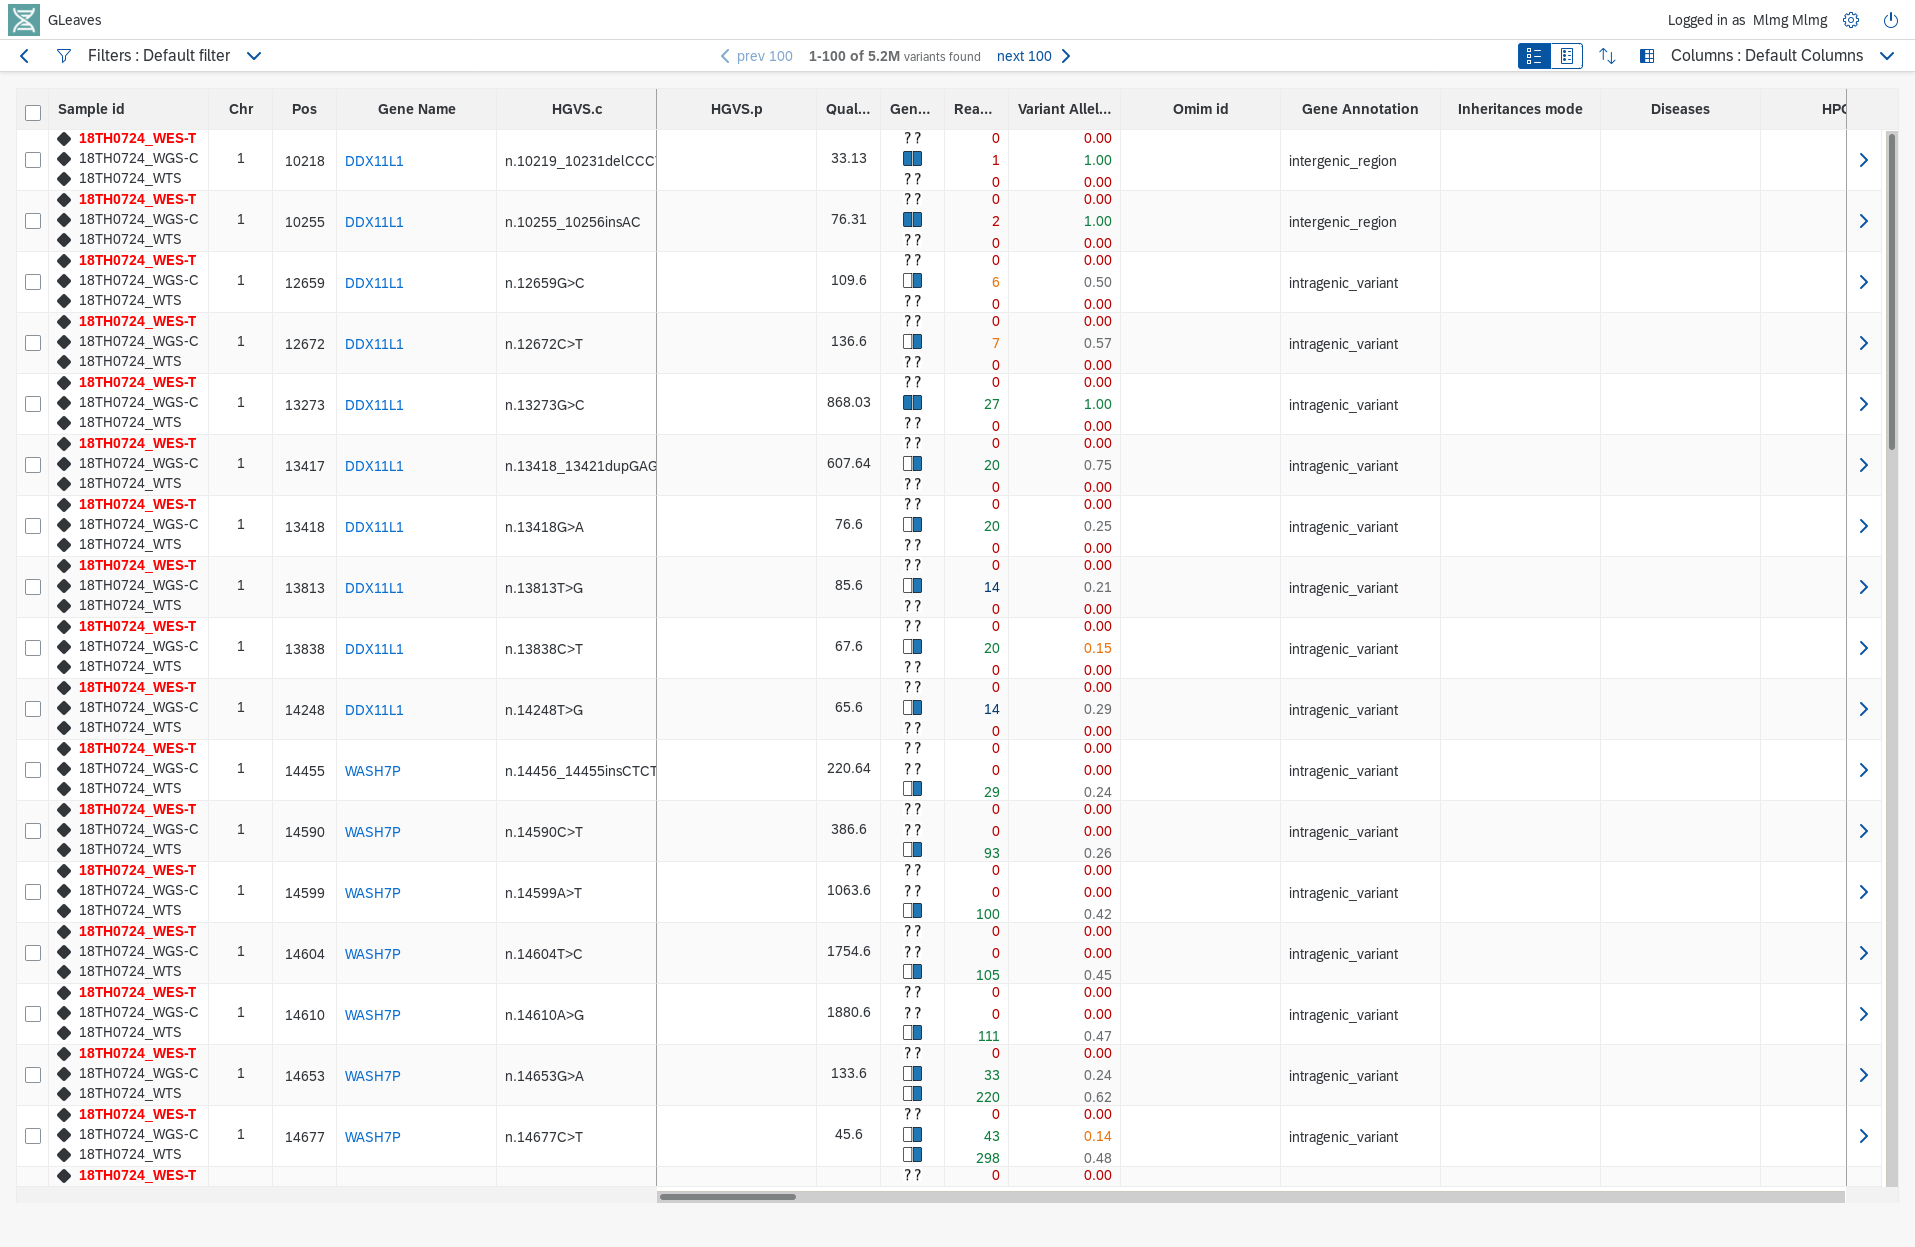 GLeaves
Logged in as Mlmg Mlmg
Filters : Default filter
prev 100 1-100 of 5.2M variants found next 100
Columns : Default Columns
Sample id Chr Pos Gene Name HGVS.c HGVS.p Qual... Gen... Rea... Variant Allel... Omim id Gene Annotation Inheritances mode Diseases HPO
18TH0724_WES-T ? ? 0 0.00
18TH0724_WGS-C 1 10218 DDX11L1 n.10219_10231delCCC 33.13 1 1.00 intergenic_region
18TH0724_WTS ? ? 0 0.00
18TH0724_WES-T ? ? 0 0.00
18TH0724_WGS-C 1 10255 DDX11L1 n.10255_10256insAC 76.31 2 1.00 intergenic_region
18TH0724_WTS ? ? 0 0.00
18TH0724_WES-T ? ? 0 0.00
18TH0724_WGS-C 1 12659 DDX11L1 n.12659G>C 109.6 6 0.50 intragenic_variant
18TH0724_WTS ? ? 0 0.00
18TH0724_WES-T ? ? 0 0.00
18TH0724_WGS-C 1 12672 DDX11L1 n.12672C>T 136.6 7 0.57 intragenic_variant
18TH0724_WTS ? ? 0 0.00
18TH0724_WES-T ? ? 0 0.00
18TH0724_WGS-C 1 13273 DDX11L1 n.13273G>C 868.03 27 1.00 intragenic_variant
18TH0724_WTS ? ? 0 0.00
18TH0724_WES-T ? ? 0 0.00
18TH0724_WGS-C 1 13417 DDX11L1 n.13418_13421dupGAG 607.64 20 0.75 intragenic_variant
18TH0724_WTS ? ? 0 0.00
18TH0724_WES-T ? ? 0 0.00
18TH0724_WGS-C 1 13418 DDX11L1 n.13418G>A 76.6 20 0.25 intragenic_variant
18TH0724_WTS ? ? 0 0.00
18TH0724_WES-T ? ? 0 0.00
18TH0724_WGS-C 1 13813 DDX11L1 n.13813T>G 85.6 14 0.21 intragenic_variant
18TH0724_WTS ? ? 0 0.00
18TH0724_WES-T ? ? 0 0.00
18TH0724_WGS-C 1 13838 DDX11L1 n.13838C>T 67.6 20 0.15 intragenic_variant
18TH0724_WTS ? ? 0 0.00
18TH0724_WES-T ? ? 0 0.00
18TH0724_WGS-C 1 14248 DDX11L1 n.14248T>G 65.6 14 0.29 intragenic_variant
18TH0724_WTS ? ? 0 0.00
18TH0724_WES-T ? ? 0 0.00
18TH0724_WGS-C 1 14455 WASH7P n.14456_14455insCTCT 220.64 ? ? 0 0.00 intragenic_variant
18TH0724_WTS 29 0.24
18TH0724_WES-T ? ? 0 0.00
18TH0724_WGS-C 1 14590 WASH7P n.14590C>T 386.6 ? ? 0 0.00 intragenic_variant
18TH0724_WTS 93 0.26
18TH0724_WES-T ? ? 0 0.00
18TH0724_WGS-C 1 14599 WASH7P n.14599A>T 1063.6 ? ? 0 0.00 intragenic_variant
18TH0724_WTS 100 0.42
18TH0724_WES-T ? ? 0 0.00
18TH0724_WGS-C 1 14604 WASH7P n.14604T>C 1754.6 ? ? 0 0.00 intragenic_variant
18TH0724_WTS 105 0.45
18TH0724_WES-T ? ? 0 0.00
18TH0724_WGS-C 1 14610 WASH7P n.14610A>G 1880.6 ? ? 0 0.00 intragenic_variant
18TH0724_WTS 111 0.47
18TH0724_WES-T ? ? 0 0.00
18TH0724_WGS-C 1 14653 WASH7P n.14653G>A 133.6 33 0.24 intragenic_variant
18TH0724_WTS 220 0.62
18TH0724_WES-T ? ? 0 0.00
18TH0724_WGS-C 1 14677 WASH7P n.14677C>T 45.6 43 0.14 intragenic_variant
18TH0724_WTS 298 0.48
18TH0724_WES-T ? ? 0 0.00